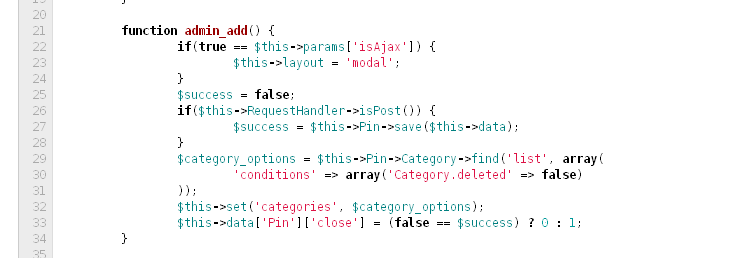 19 }
20
21 function admin_add() {
22 if(true == $this->params['isAjax']) {
23 $this->layout = 'modal';
24 }
25 $success = false;
26 if($this->RequestHandler->isPost()) {
27 $success = $this->Pin->save($this->data);
28 }
29 $category_options = $this->Pin->Category->find('list', array(
30 'conditions' => array('Category.deleted' => false)
31 ));
32 $this->set('categories', $category_options);
33 $this->data['Pin']['close'] = (false == $success) ? 0 : 1;
34 }
35